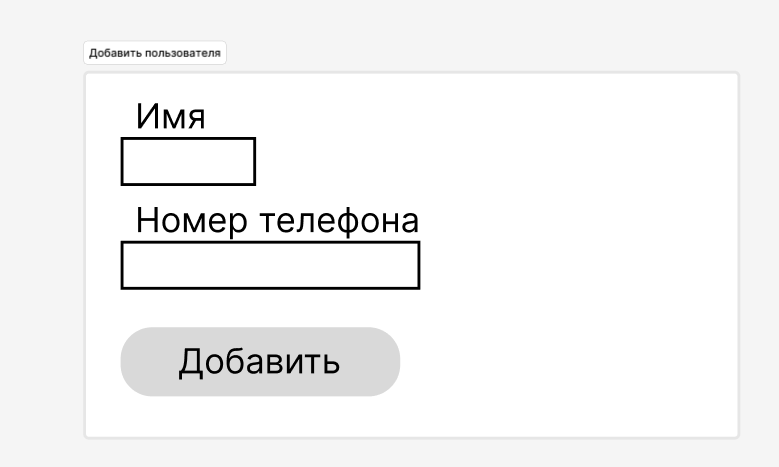 Добавить пользователя
Имя
Номер телефона
Добавить